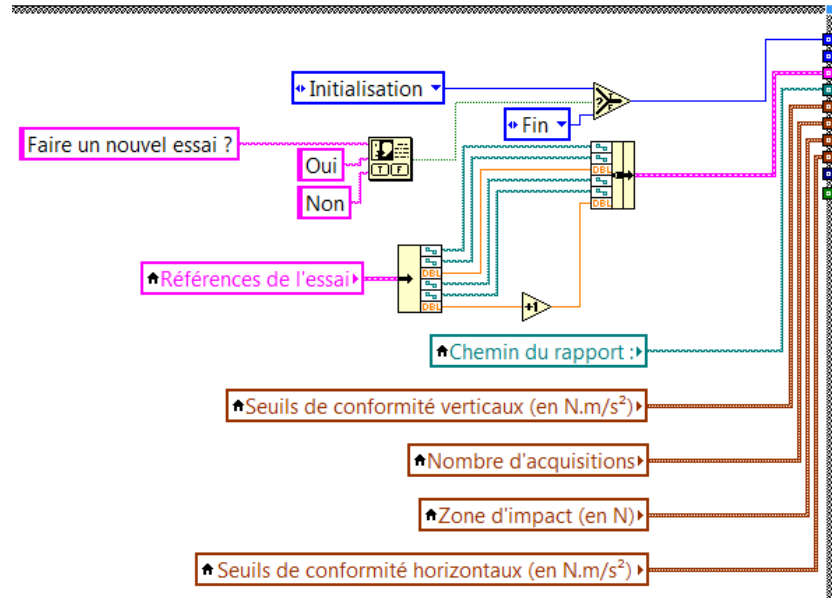 Initialisation
? T F
Fin
Faire un nouvel essai ?
Oui
T F
Non
DBL
DBL
DBL
Références de l'essai
DBL
+1
Chemin du rapport :
Seuils de conformité verticaux (en N.m/s²)
Nombre d'acquisitions
Zone d'impact (en N)
Seuils de conformité horizontaux (en N.m/s²)